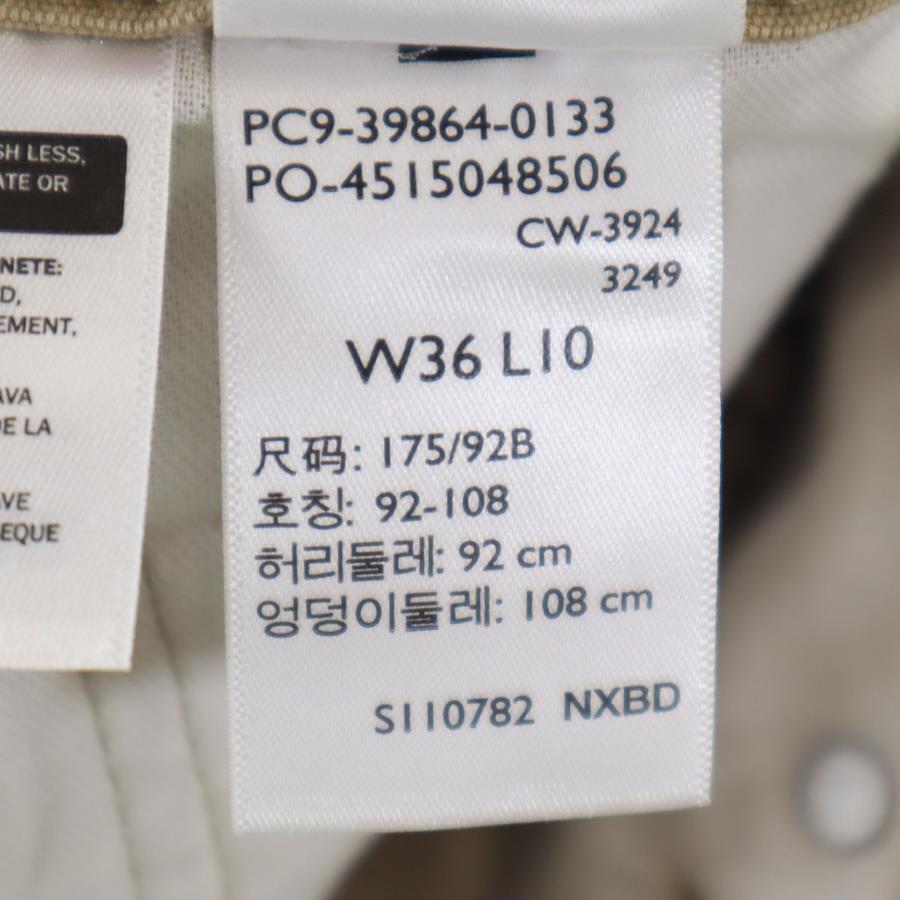 SH LESS,
ATE OR
NETE:
D,
EMENT,
AVA
DE LA
AVE
EQUE
PC9-39864-0133
PO-4515048506
CW-3924
3249
W36 L10
尺码: 175/92B
호칭: 92-108
허리둘레: 92 cm
엉덩이둘레: 108 cm
S110782 NXBD